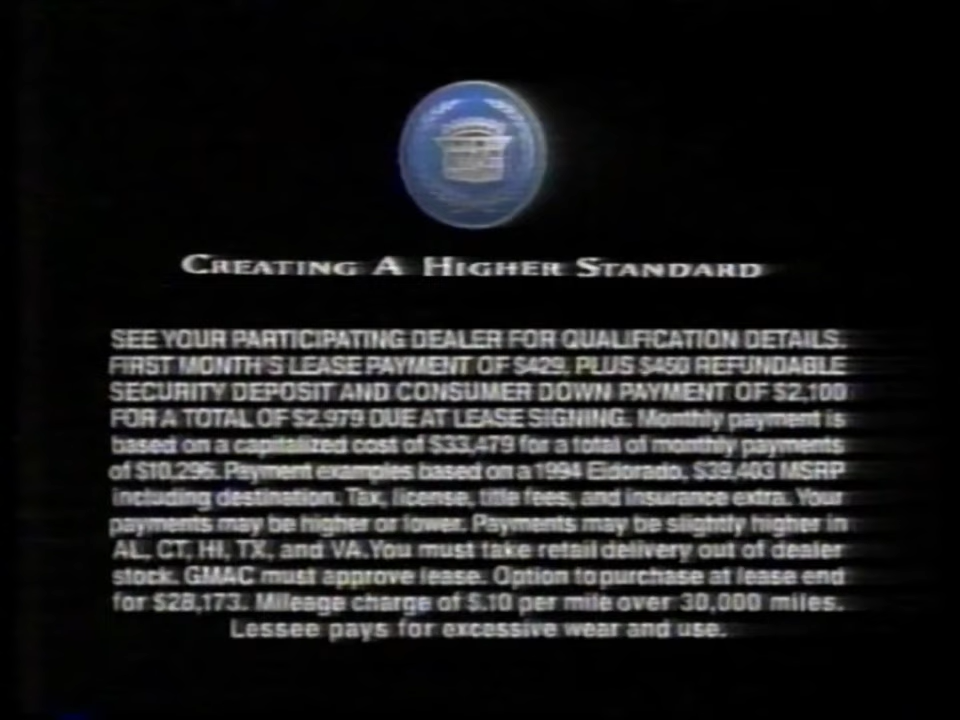 CREATING A HIGHER STANDARD
SEE YOUR PARTICIPATING DEALER FOR QUALIFICATION DETAILS.
FIRST MONTH'S LEASE PAYMENT OF $429, PLUS $450 REFUNDABLE
SECURITY DEPOSIT AND CONSUMER DOWN PAYMENT OF $2,100
FOR A TOTAL OF $2,979 DUE AT LEASE SIGNING. Monthly payment is
based on a capitalized cost of $33,479 for a total of monthly payments
of $10,296. Payment examples based on a 1994 Eldorado, $39,403 MSRP
including destination. Tax, license, title fees, and insurance extra. Your
payments may be higher or lower. Payments may be slightly higher in
AL, CT, HI, TX, and VA.You must take retail delivery out of dealer
stock. GMAC must approve lease. Option to purchase at lease end
for $28,173. Mileage charge of $.10 per mile over 30,000 miles.
Lessee pays for excessive wear and use.